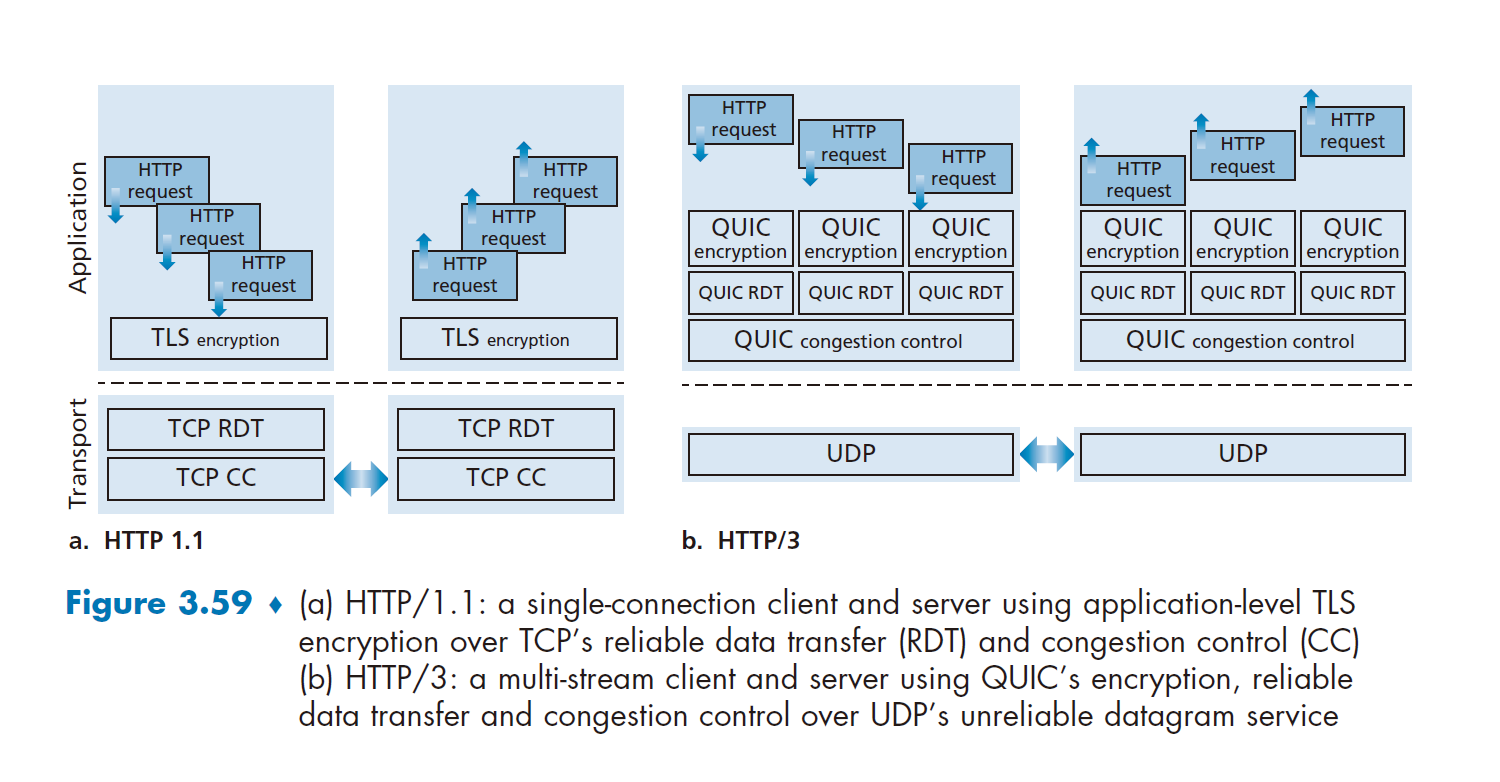 Application
HTTP
request
HTTP
request
HTTP
request
TLS encryption
HTTP
request
HTTP
request
HTTP
request
TLS encryption
Transport
TCP RDT
TCP CC
TCP RDT
TCP CC
a. HTTP 1.1
HTTP
request
HTTP
request
HTTP
request
QUIC
encryption
QUIC
encryption
QUIC
encryption
QUIC RDT
QUIC RDT
QUIC RDT
QUIC congestion control
HTTP
request
HTTP
request
HTTP
request
QUIC
encryption
QUIC
encryption
QUIC
encryption
QUIC RDT
QUIC RDT
QUIC RDT
QUIC congestion control
UDP
UDP
b. HTTP/3
Figure 3.59 ♦ (a) HTTP/1.1: a single-connection client and server using application-level TLS
encryption over TCP’s reliable data transfer (RDT) and congestion control (CC)
(b) HTTP/3: a multi-stream client and server using QUIC’s encryption, reliable
data transfer and congestion control over UDP’s unreliable datagram service